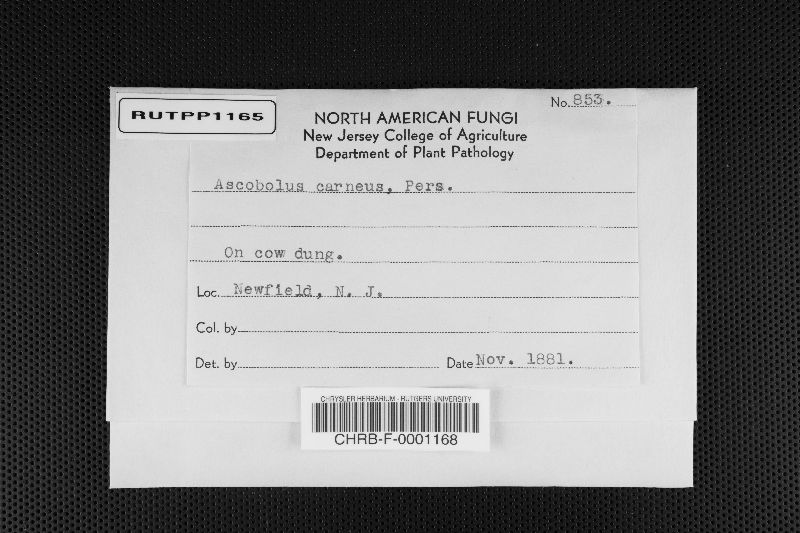 RUTPP1165
No. 853.
NORTH AMERICAN FUNGI
New Jersey College of Agriculture
Department of Plant Pathology
Ascobolus carneus, Pers.
On cow dung.
Loc. Newfield, N. J.
Col. by
Det. by Date Nov. 1881.
CHRYSLER HERBARIUM - RUTGERS UNIVERSITY
CHRB-F-0001168